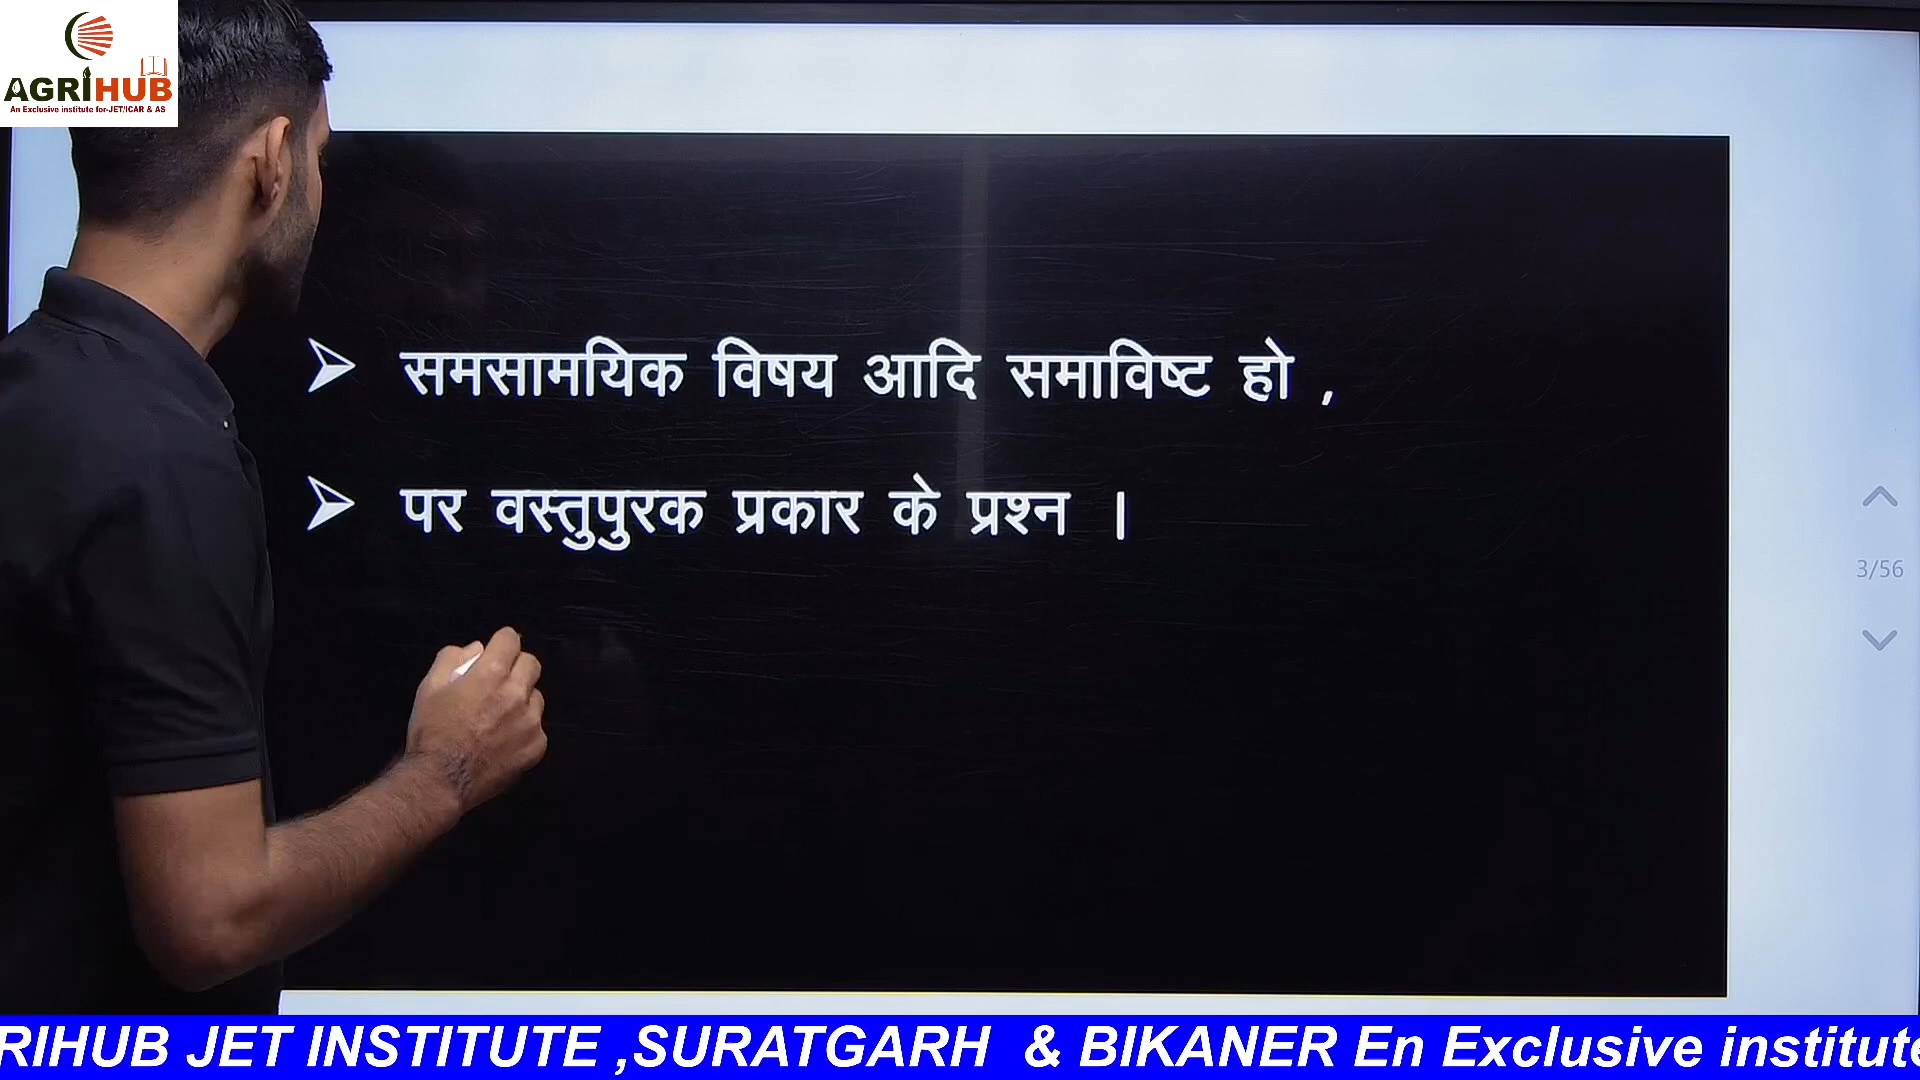 AGRIHUB
An Exclusive institute for-JET/ICAR & AS
➢ समसामयिक विषय आदि समाविष्ट हो ,
➢ पर वस्तुपुरक प्रकार के प्रश्न ।
3/56
RIHUB JET INSTITUTE ,SURATGARH & BIKANER En Exclusive institute